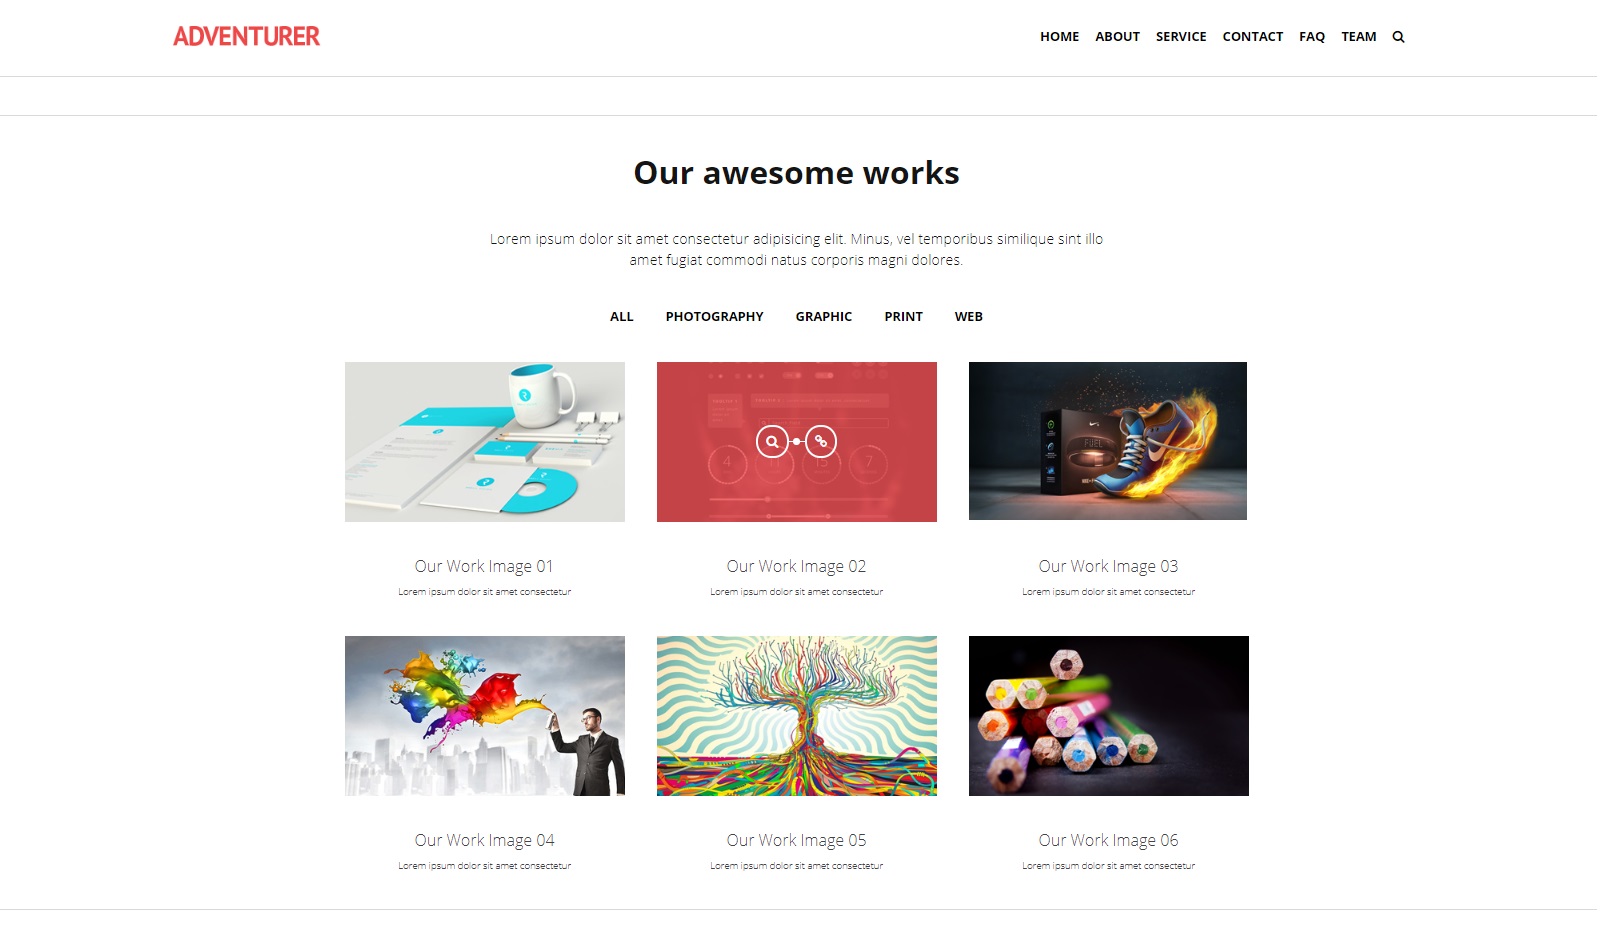 ADVENTURER
HOME ABOUT SERVICE CONTACT FAQ TEAM
Our awesome works
Lorem ipsum dolor sit amet consectetur adipisicing elit. Minus, vel temporibus similique sint illo
amet fugiat commodi natus corporis magni dolores.
ALL PHOTOGRAPHY GRAPHIC PRINT WEB
4 11 15 7
FUEL
Our Work Image 01
Lorem ipsum dolor sit amet consectetur
Our Work Image 02
Lorem ipsum dolor sit amet consectetur
Our Work Image 03
Lorem ipsum dolor sit amet consectetur
Our Work Image 04
Lorem ipsum dolor sit amet consectetur
Our Work Image 05
Lorem ipsum dolor sit amet consectetur
Our Work Image 06
Lorem ipsum dolor sit amet consectetur